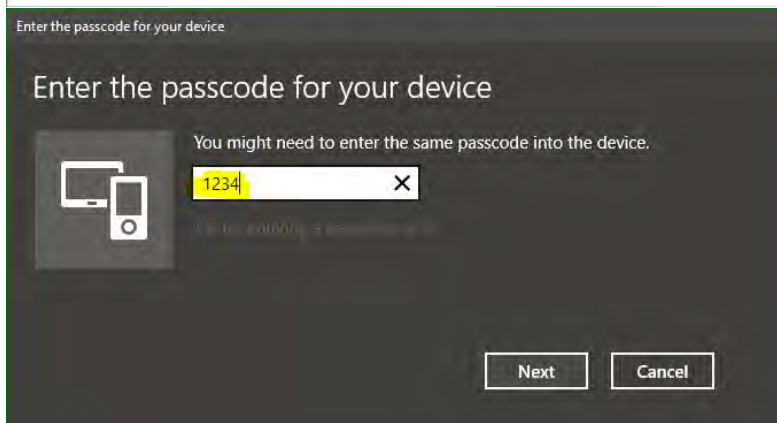 Enter the passcode for your device
Enter the passcode for your device
You might need to enter the same passcode into the device.
1234
Next
Cancel